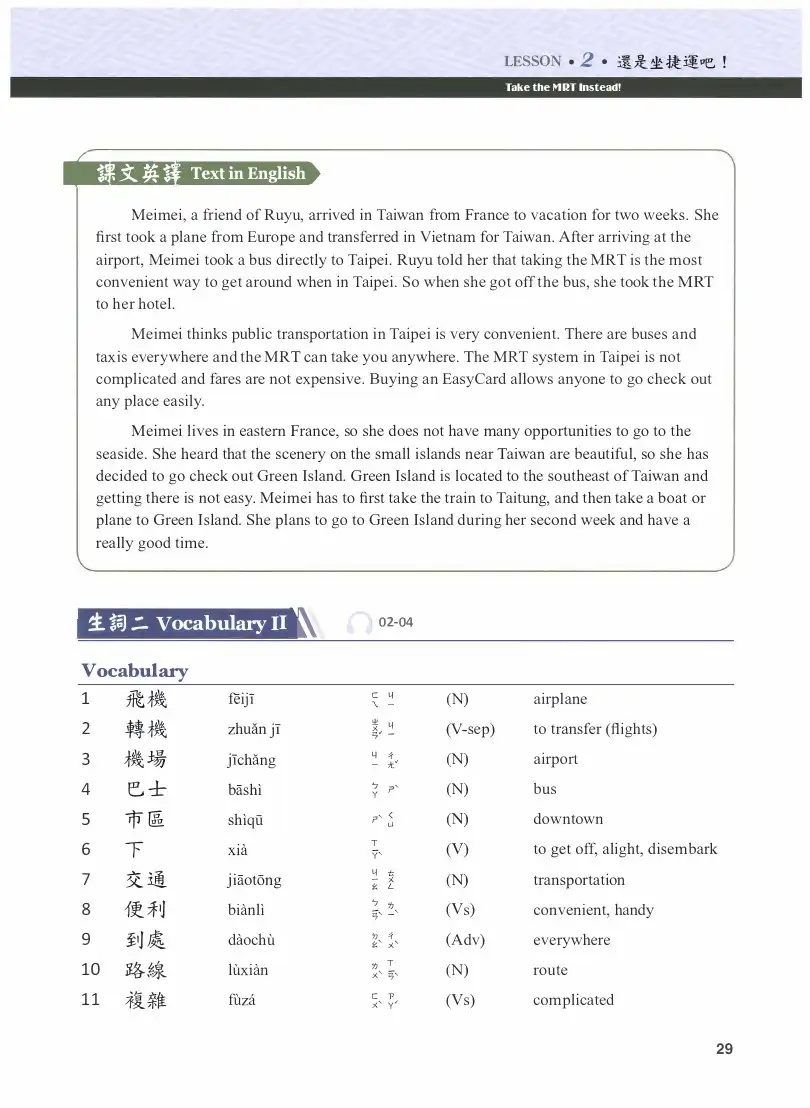 LESSON • 2 • 還是坐捷運吧！
Take the MRT Instead!
課文英譯 Text in English
Meimei, a friend of Ruyu, arrived in Taiwan from France to vacation for two weeks. She
first took a plane from Europe and transferred in Vietnam for Taiwan. After arriving at the
airport, Meimei took a bus directly to Taipei. Ruyu told her that taking the MRT is the most
convenient way to get around when in Taipei. So when she got off the bus, she took the MRT
to her hotel.
Meimei thinks public transportation in Taipei is very convenient. There are buses and
taxis everywhere and the MRT can take you anywhere. The MRT system in Taipei is not
complicated and fares are not expensive. Buying an EasyCard allows anyone to go check out
any place easily.
Meimei lives in eastern France, so she does not have many opportunities to go to the
seaside. She heard that the scenery on the small islands near Taiwan are beautiful, so she has
decided to go check out Green Island. Green Island is located to the southeast of Taiwan and
getting there is not easy. Meimei has to first take the train to Taitung, and then take a boat or
plane to Green Island. She plans to go to Green Island during her second week and have a
really good time.
生詞二 Vocabulary II 02-04
Vocabulary
1 飛機 fēijī ㄈㄟ ㄐㄧ (N) airplane
2 轉機 zhuǎn jī ㄓㄨㄢˇ ㄐㄧ (V-sep) to transfer (flights)
3 機場 jīchǎng ㄐㄧ ㄔㄤˇ (N) airport
4 巴士 bāshì ㄅㄚ ㄕˋ (N) bus
5 市區 shìqū ㄕˋ ㄑㄩ (N) downtown
6 下 xià ㄒㄧㄚˋ (V) to get off, alight, disembark
7 交通 jiāotōng ㄐㄧㄠ ㄊㄨㄥ (N) transportation
8 便利 biànlì ㄅㄧㄢˋ ㄌㄧˋ (Vs) convenient, handy
9 到處 dàochù ㄉㄠˋ ㄔㄨˋ (Adv) everywhere
10 路線 lùxiàn ㄌㄨˋ ㄒㄧㄢˋ (N) route
11 複雜 fùzá ㄈㄨˋ ㄗㄚˊ (Vs) complicated
29